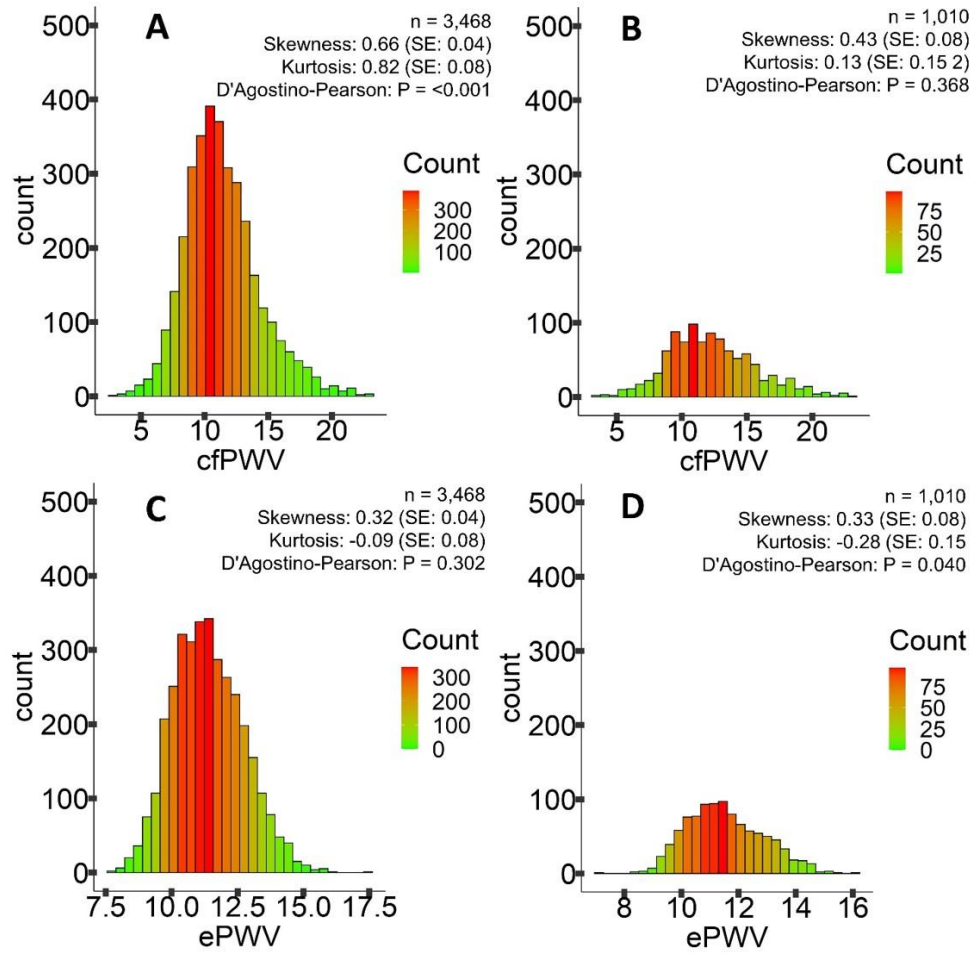 A
n = 3,468
Skewness: 0.66 (SE: 0.04)
Kurtosis: 0.82 (SE: 0.08)
D'Agostino-Pearson: P = <0.001
500
400
300
200
100
0
count
Count
300
200
100
5
10
15
20
cfPWV
B
n = 1,010
Skewness: 0.43 (SE: 0.08)
Kurtosis: 0.13 (SE: 0.15 2)
D'Agostino-Pearson: P = 0.368
500
400
300
200
100
0
count
Count
75
50
25
5
10
15
20
cfPWV
C
n = 3,468
Skewness: 0.32 (SE: 0.04)
Kurtosis: -0.09 (SE: 0.08)
D'Agostino-Pearson: P = 0.302
500
400
300
200
100
0
count
Count
300
200
100
0
7.5
10.0
12.5
15.0
17.5
ePWV
D
n = 1,010
Skewness: 0.33 (SE: 0.08)
Kurtosis: -0.28 (SE: 0.15
D'Agostino-Pearson: P = 0.040
500
400
300
200
100
0
count
Count
75
50
25
0
8
10
12
14
16
ePWV